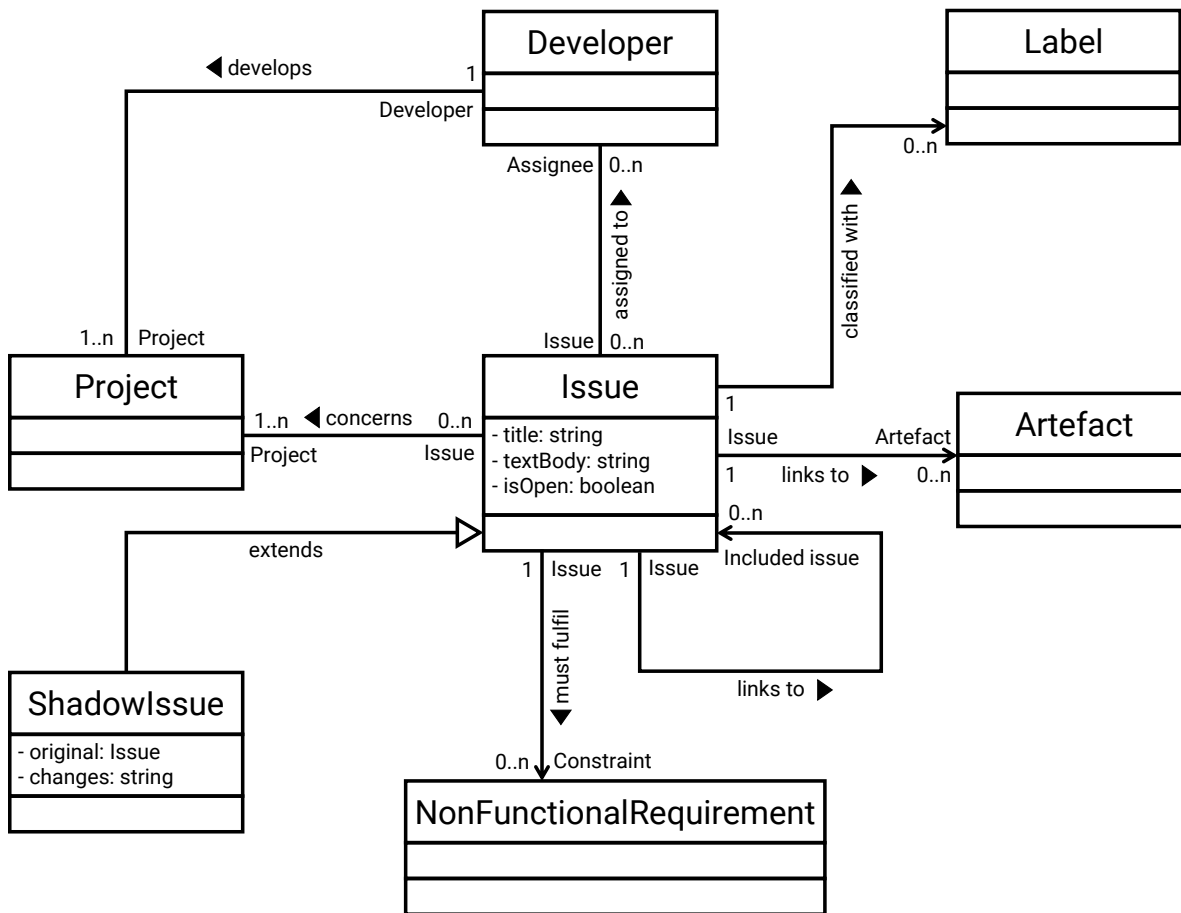 Developer
Label
develops
1
Developer
Assignee
0..n
0..n
assigned to
classified with
1..n
Project
Issue
0..n
Project
Issue
- title: string
- textBody: string
- isOpen: boolean
1..n
concerns
0..n
Project
Issue
1
Issue
Artefact
1
links to
0..n
Artefact
0..n
Included issue
extends
1
Issue
1
Issue
must fulfil
links to
ShadowIssue
- original: Issue
- changes: string
0..n
Constraint
NonFunctionalRequirement